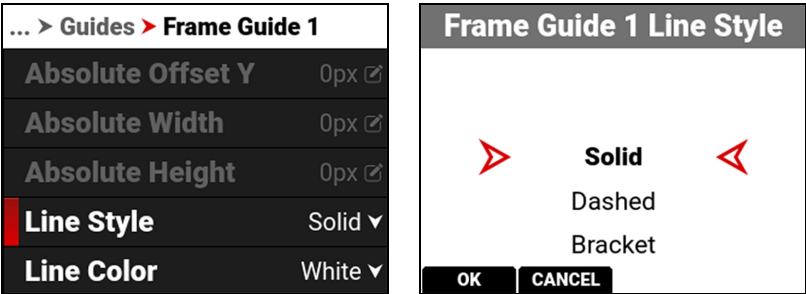 ... > Guides > Frame Guide 1
Absolute Offset Y 0px
Absolute Width 0px
Absolute Height 0px
Line Style Solid
Line Color White
Frame Guide 1 Line Style
Solid
Dashed
Bracket
OK CANCEL